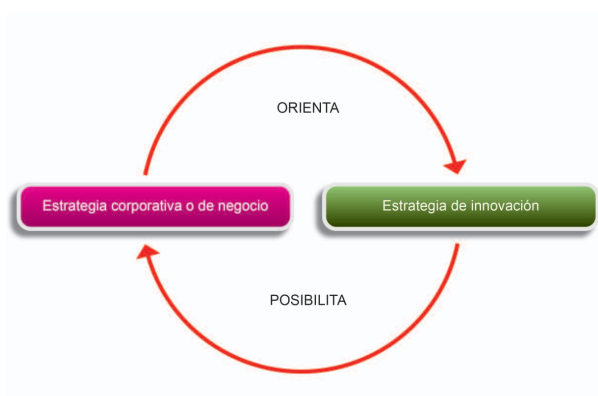 ORIENTA
Estrategia corporativa o de negocio
Estrategia de innovación
POSIBILITA